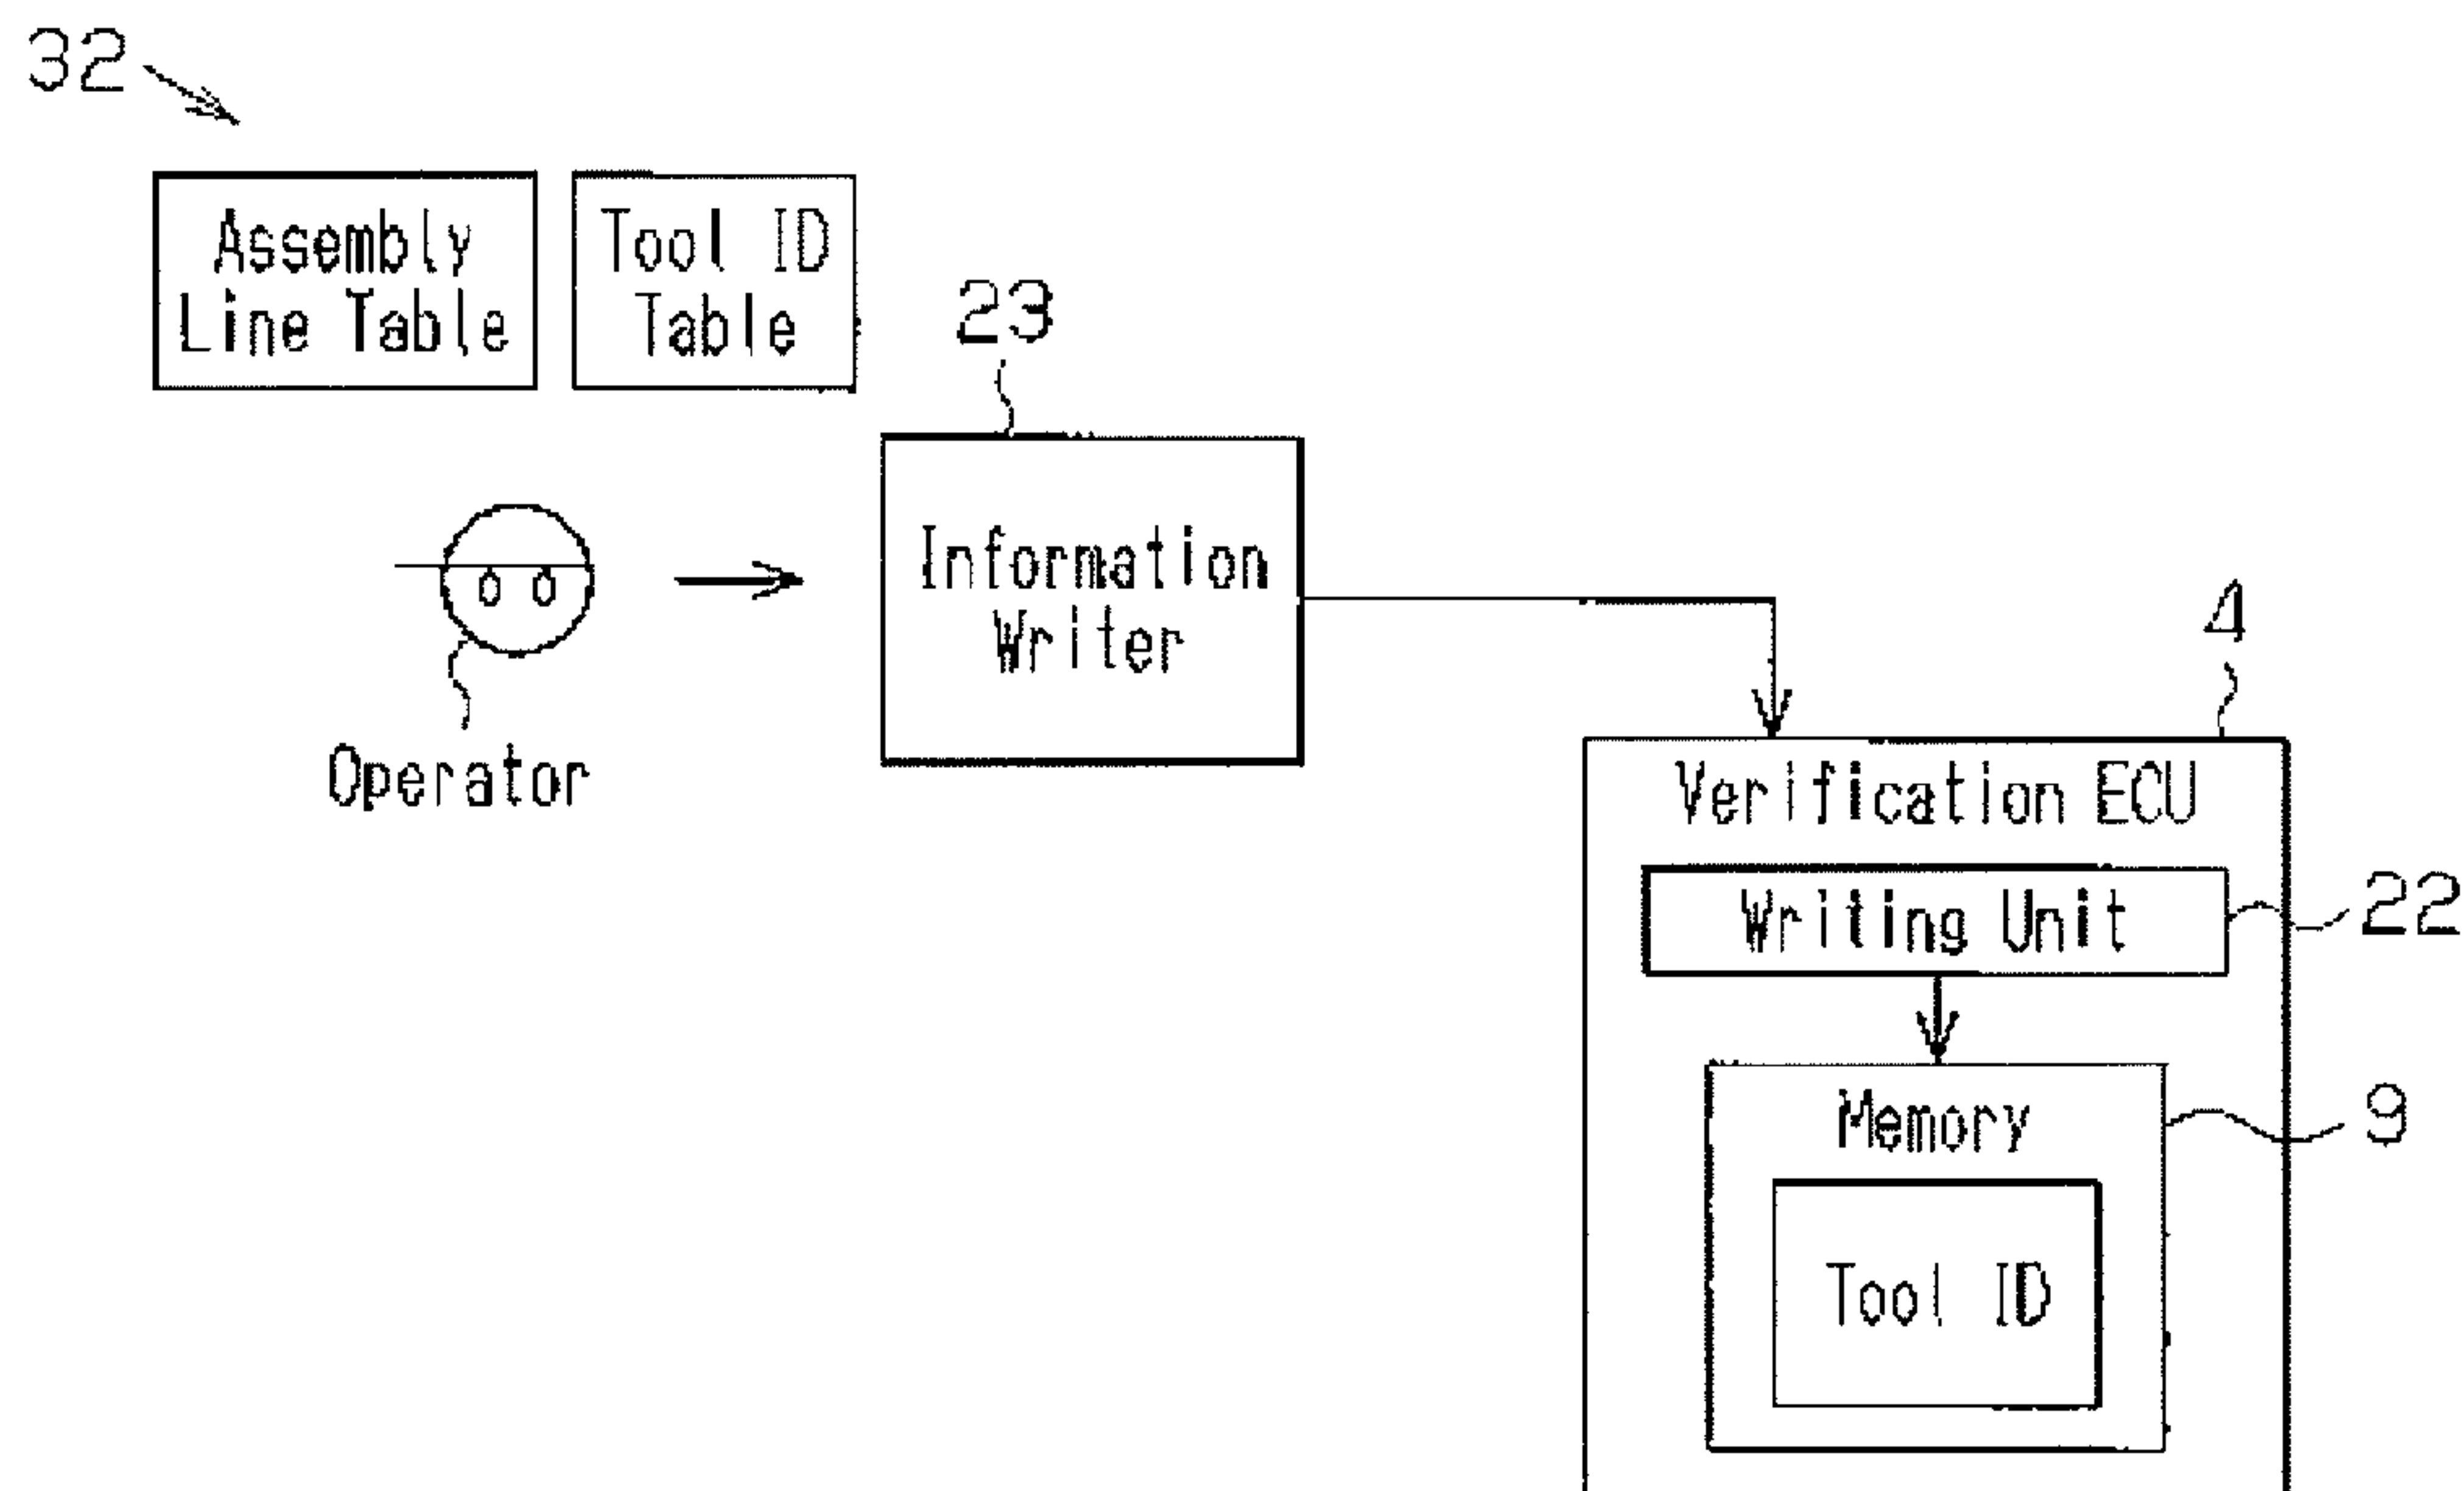 32
Assembly
Line Table
Tool ID
Table
23
Information
Writer
Operator
4
Verification ECU
Writing Unit
22
Memory
9
Tool ID